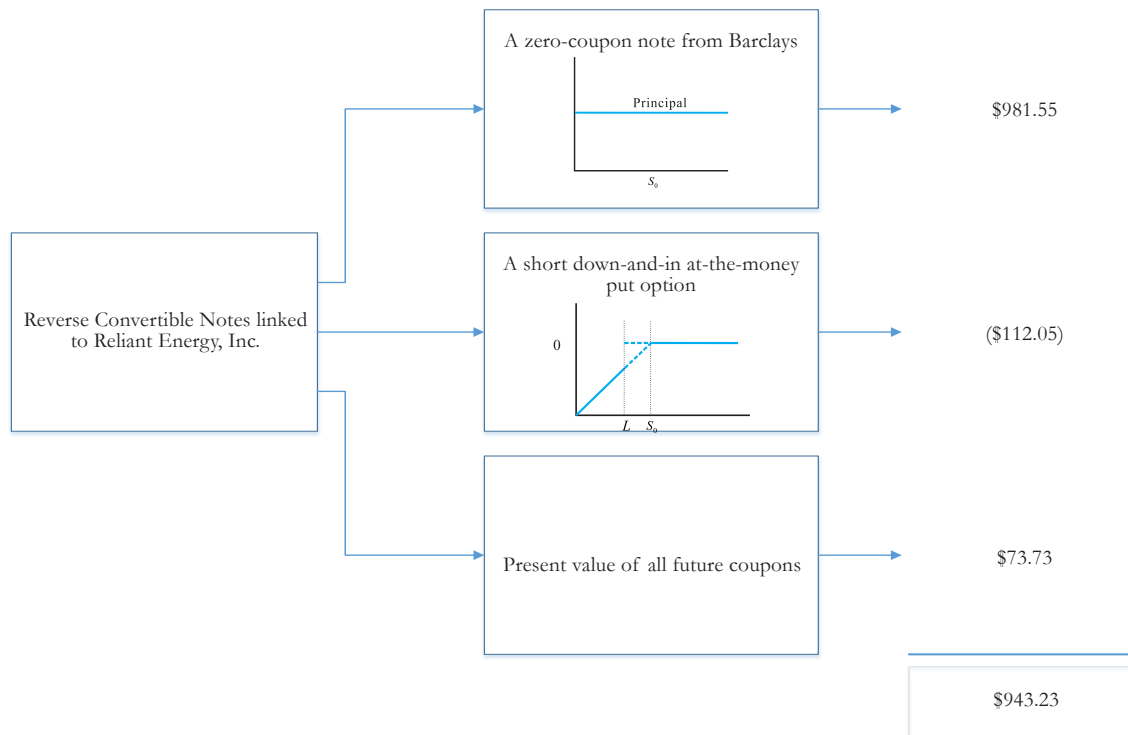 A zero-coupon note from Barclays
Principal
S₀
$981.55
Reverse Convertible Notes linked
to Reliant Energy, Inc.
A short down-and-in at-the-money
put option
0
L S₀
($112.05)
Present value of all future coupons
$73.73
$943.23